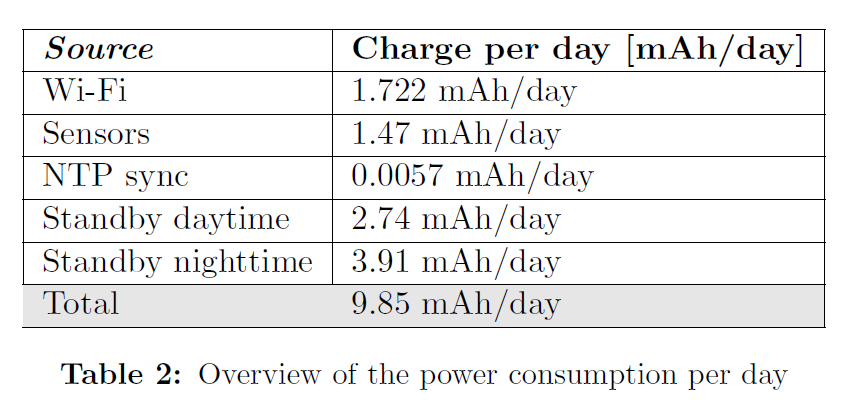 Source Charge per day [mAh/day]
Wi-Fi 1.722 mAh/day
Sensors 1.47 mAh/day
NTP sync 0.0057 mAh/day
Standby daytime 2.74 mAh/day
Standby nighttime 3.91 mAh/day
Total 9.85 mAh/day
Table 2: Overview of the power consumption per day